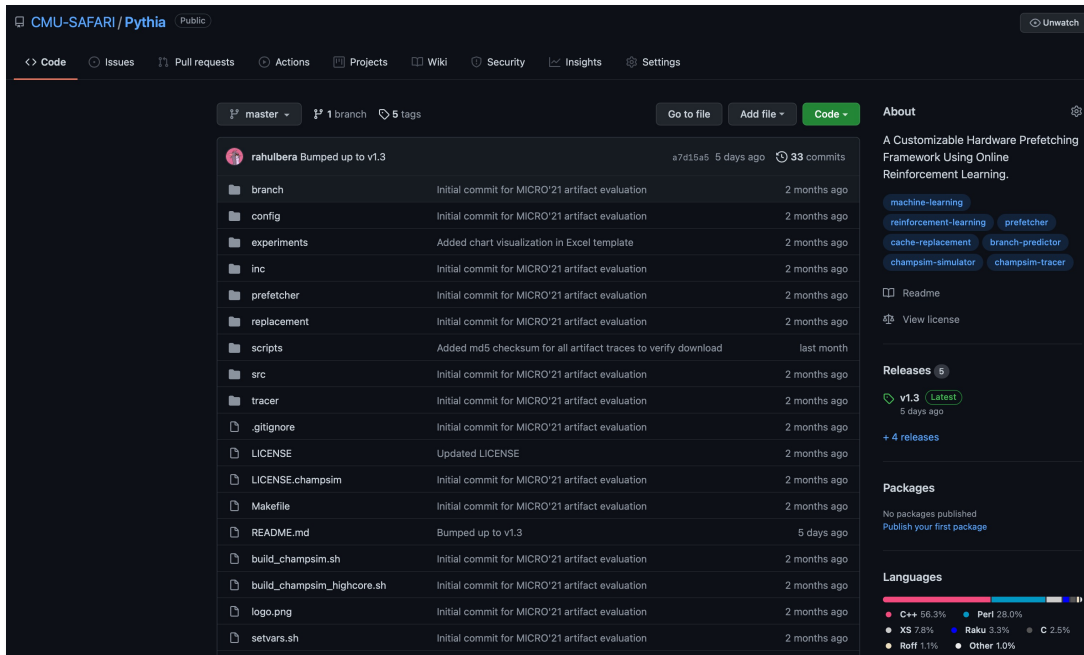 CMU-SAFARI/Pythia Public
Unwatch
Code Issues Pull requests Actions Projects Wiki Security Insights Settings
master 1 branch 5 tags Go to file Add file Code
rahulbera Bumped up to v1.3 a7d15a5 5 days ago 33 commits
branch Initial commit for MICRO'21 artifact evaluation 2 months ago
config Initial commit for MICRO'21 artifact evaluation 2 months ago
experiments Added chart visualization in Excel template 2 months ago
inc Initial commit for MICRO'21 artifact evaluation 2 months ago
prefetcher Initial commit for MICRO'21 artifact evaluation 2 months ago
replacement Initial commit for MICRO'21 artifact evaluation 2 months ago
scripts Added md5 checksum for all artifact traces to verify download last month
src Initial commit for MICRO'21 artifact evaluation 2 months ago
tracer Initial commit for MICRO'21 artifact evaluation 2 months ago
.gitignore Initial commit for MICRO'21 artifact evaluation 2 months ago
LICENSE Updated LICENSE 2 months ago
LICENSE.champsim Initial commit for MICRO'21 artifact evaluation 2 months ago
Makefile Initial commit for MICRO'21 artifact evaluation 2 months ago
README.md Bumped up to v1.3 5 days ago
build_champsim.sh Initial commit for MICRO'21 artifact evaluation 2 months ago
build_champsim_highcore.sh Initial commit for MICRO'21 artifact evaluation 2 months ago
logo.png Initial commit for MICRO'21 artifact evaluation 2 months ago
setvars.sh Initial commit for MICRO'21 artifact evaluation 2 months ago
About
A Customizable Hardware Prefetching
Framework Using Online
Reinforcement Learning.
machine-learning
reinforcement-learning prefetcher
cache-replacement branch-predictor
champsim-simulator champsim-tracer
Readme
View license
Releases 5
v1.3 Latest
5 days ago
+ 4 releases
Packages
No packages published
Publish your first package
Languages
C++ 56.3% Perl 28.0%
XS 7.8% Raku 3.3% C 2.5%
Roff 1.1% Other 1.0%